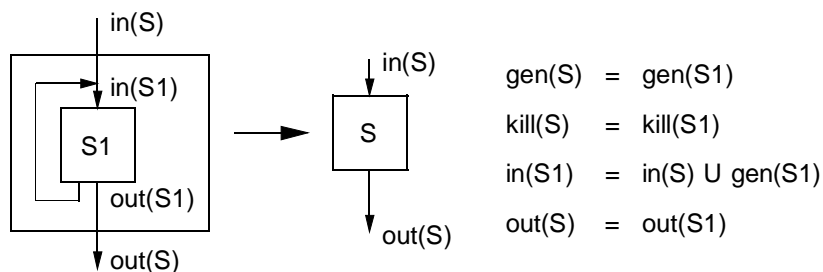 in(S)
in(S1)
S1
out(S1)
out(S)
in(S)
S
out(S)
gen(S) = gen(S1)
kill(S) = kill(S1)
in(S1) = in(S) U gen(S1)
out(S) = out(S1)